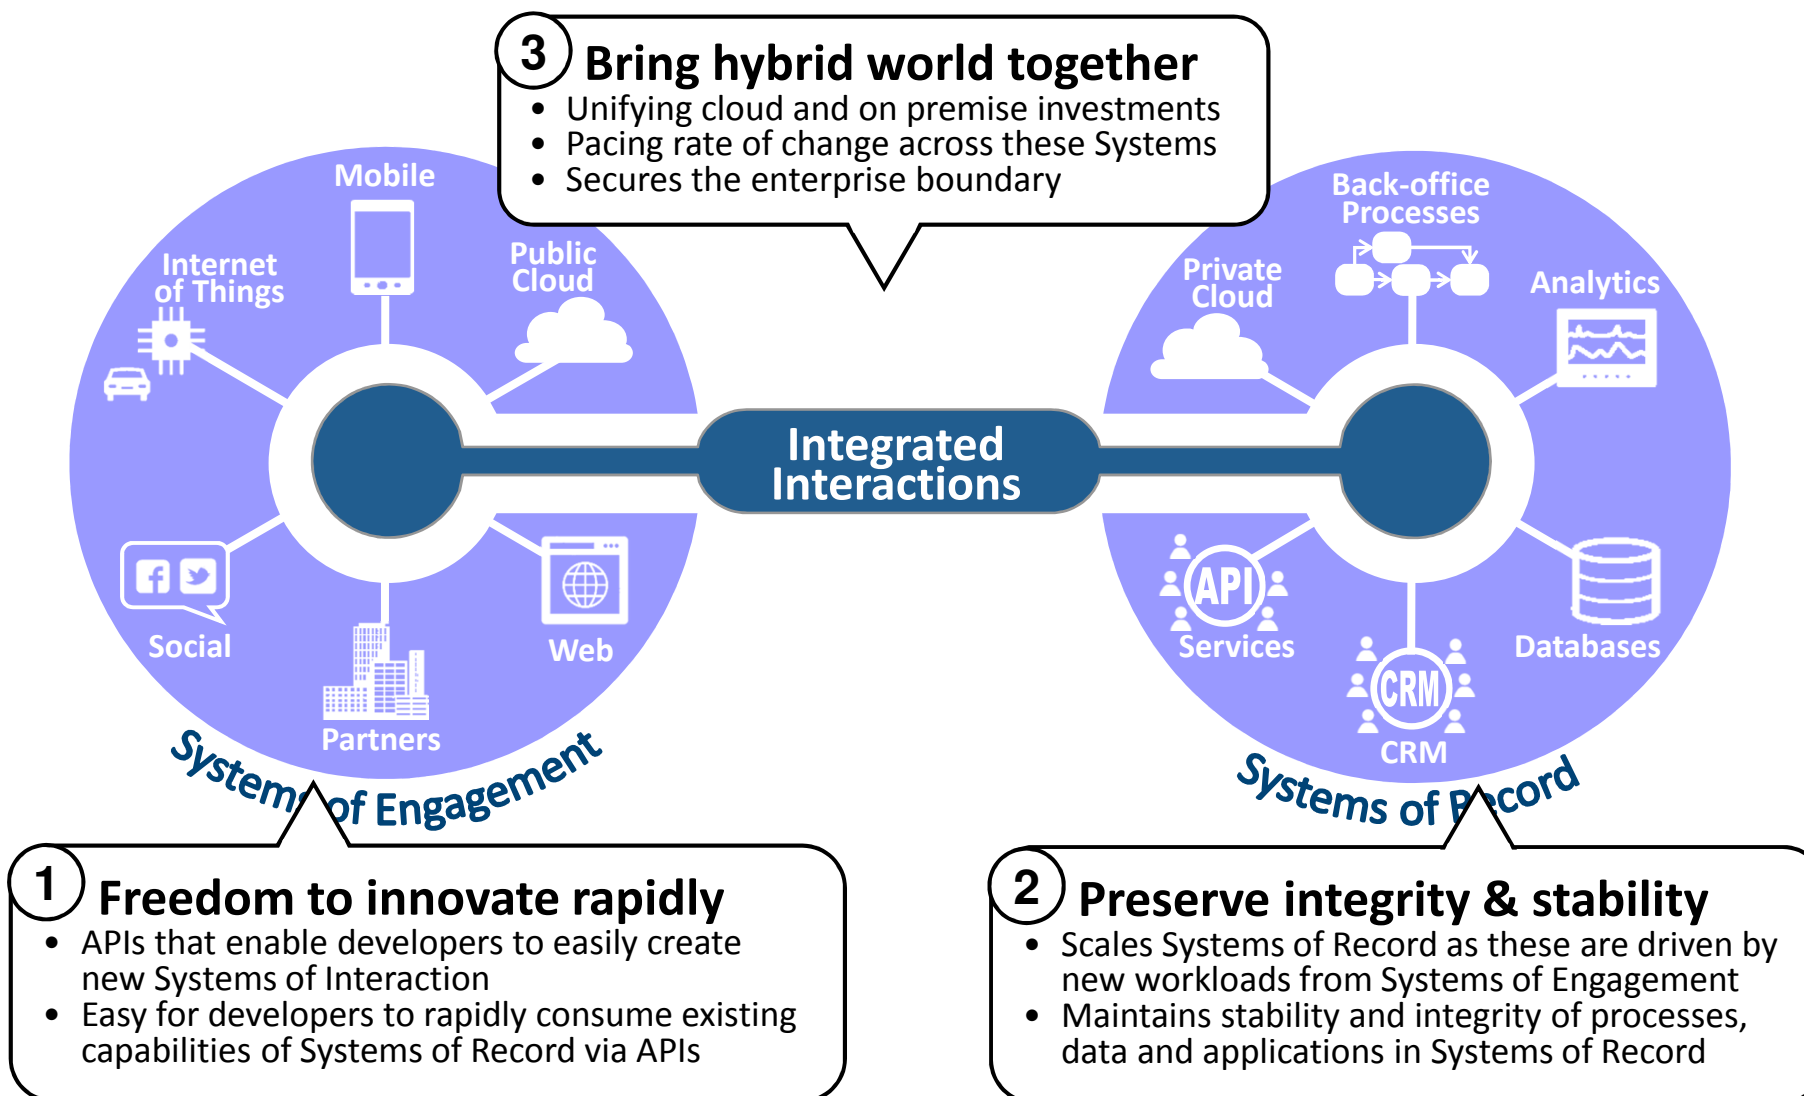 3
Bring hybrid world together
• Unifying cloud and on premise investments
• Pacing rate of change across these Systems
• Secures the enterprise boundary
Mobile
Internet
of Things
Public
Cloud
Social
Partners
Web
Systems of Engagement
Integrated
Interactions
Back-office
Processes
Private
Cloud
Analytics
API
Services
CRM
CRM
Databases
Systems of Record
1
Freedom to innovate rapidly
• APIs that enable developers to easily create
new Systems of Interaction
• Easy for developers to rapidly consume existing
capabilities of Systems of Record via APIs
2
Preserve integrity & stability
• Scales Systems of Record as these are driven by
new workloads from Systems of Engagement
• Maintains stability and integrity of processes,
data and applications in Systems of Record